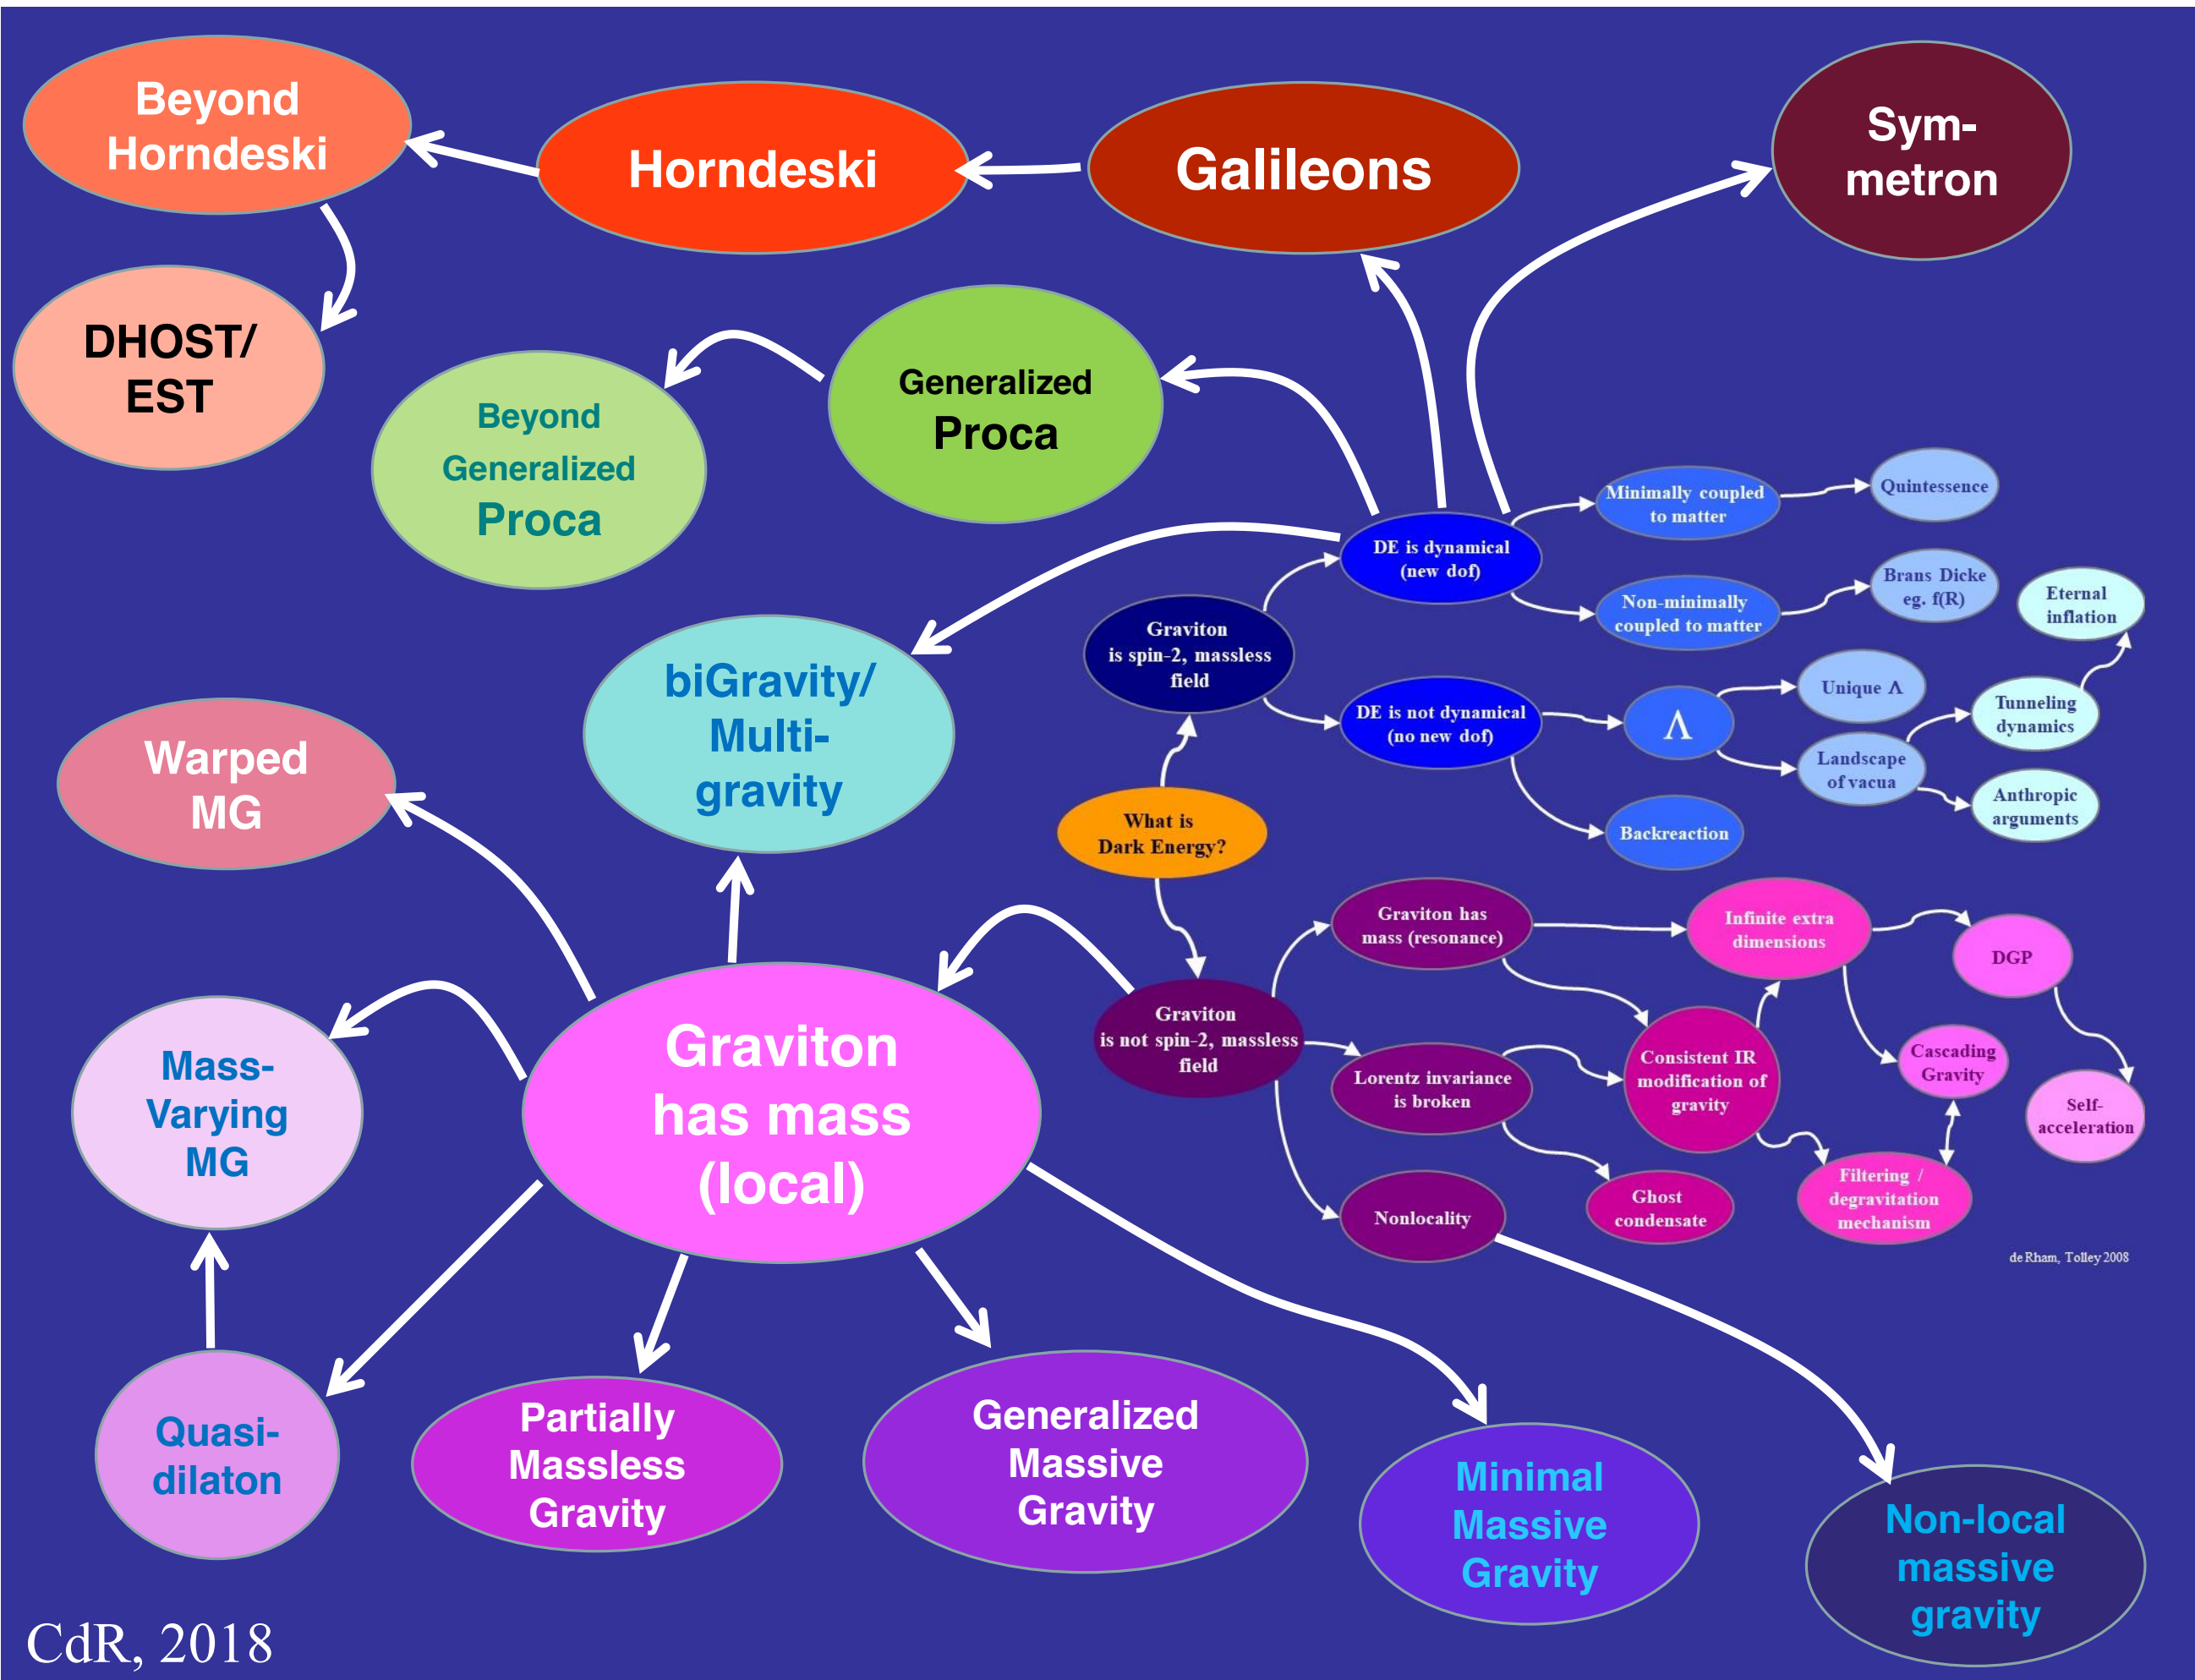 Beyond
Horndeski
Horndeski
Galileons
Sym-
metron
DHOST/
EST
Beyond
Generalized
Proca
Generalized
Proca
DE is dynamical
(new dof)
Minimally coupled
to matter
Quintessence
Non-minimally
coupled to matter
Brans Dicke
eg. f(R)
Eternal
inflation
Graviton
is spin-2, massless
field
DE is not dynamical
(no new dof)
Λ
Unique Λ
Landscape
of vacua
Tunneling
dynamics
Anthropic
arguments
Backreaction
biGravity/
Multi-
gravity
Warped
MG
What is
Dark Energy?
Graviton has
mass (resonance)
Infinite extra
dimensions
DGP
Graviton
is not spin-2, massless
field
Lorentz invariance
is broken
Consistent IR
modification of
gravity
Cascading
Gravity
Self-
acceleration
Nonlocality
Ghost
condensate
Filtering /
degravitation
mechanism
de Rham, Tolley 2008
Mass-
Varying
MG
Graviton
has mass
(local)
Quasi-
dilaton
Partially
Massless
Gravity
Generalized
Massive
Gravity
Minimal
Massive
Gravity
Non-local
massive
gravity
CdR, 2018